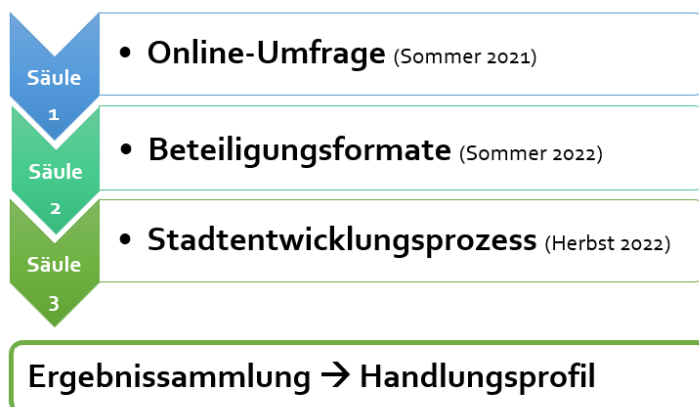 Säule
1
• Online-Umfrage (Sommer 2021)
Säule
2
• Beteiligungsformate (Sommer 2022)
Säule
3
• Stadtentwicklungsprozess (Herbst 2022)
Ergebnissammlung → Handlungsprofil